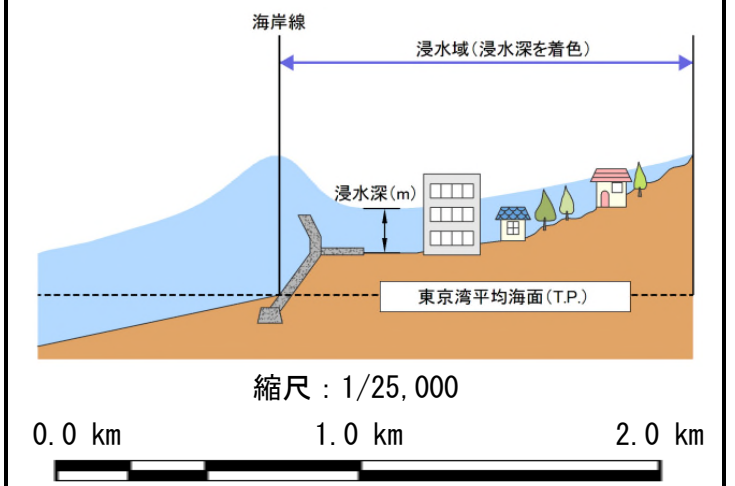 海岸線
浸水域(浸水深を着色)
浸水深(m)
東京湾平均海面(T.P.)
縮尺：1/25,000
0.0 km 1.0 km 2.0 km